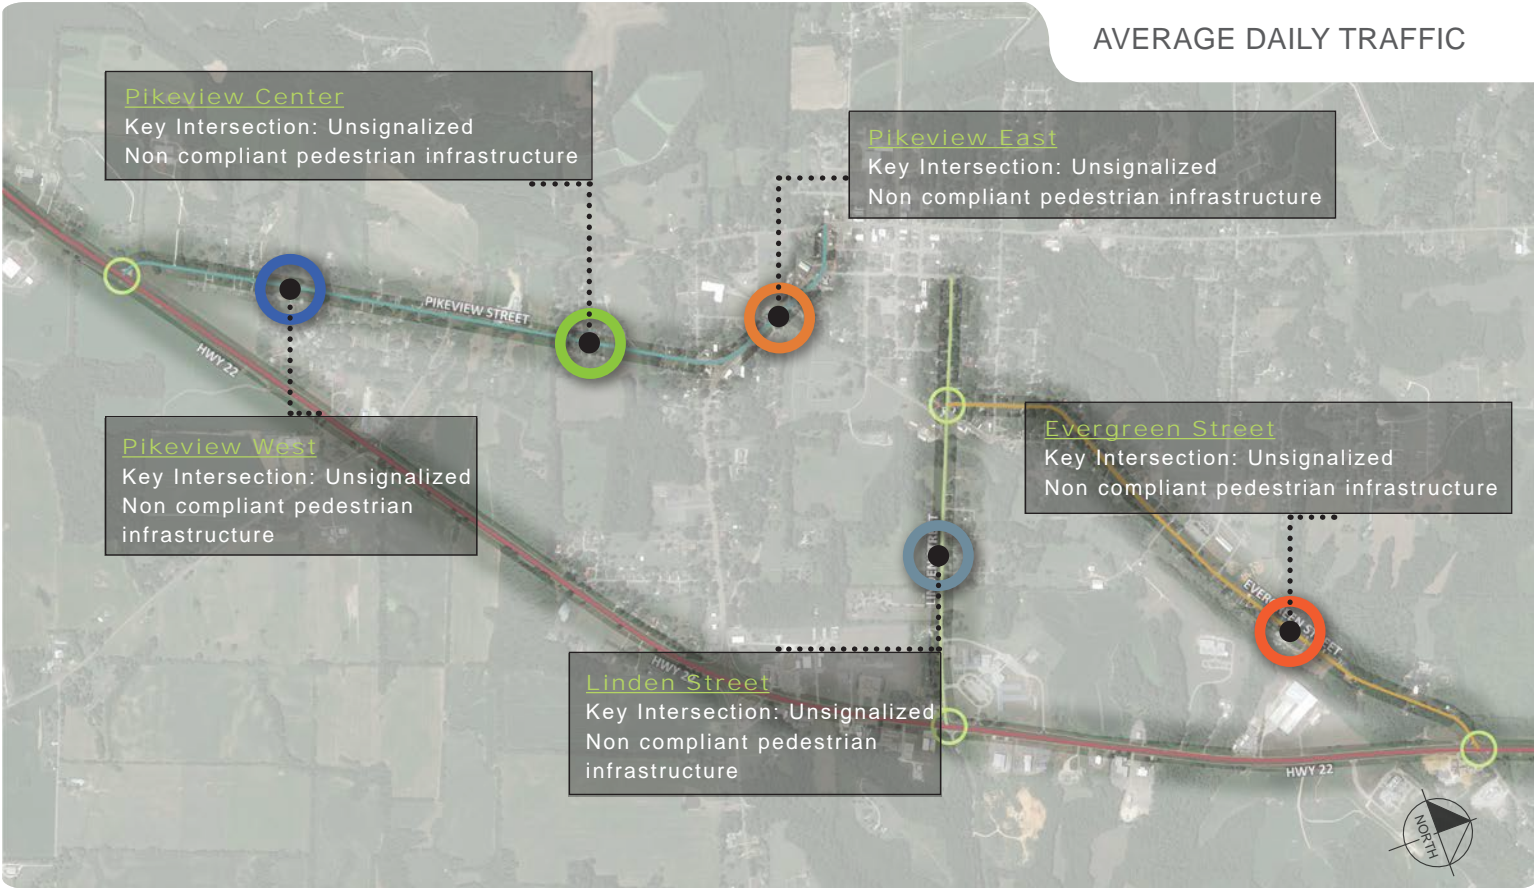 AVERAGE DAILY TRAFFIC
Pikeview Center
Key Intersection: Unsignalized
Non compliant pedestrian infrastructure
Pikeview East
Key Intersection: Unsignalized
Non compliant pedestrian infrastructure
PIKEVIEW STREET
HWY 22
Pikeview West
Key Intersection: Unsignalized
Non compliant pedestrian
infrastructure
Evergreen Street
Key Intersection: Unsignalized
Non compliant pedestrian infrastructure
EVERGREEN STREET
HWY
Linden Street
Key Intersection: Unsignalized
Non compliant pedestrian
infrastructure
HWY 22
NORTH